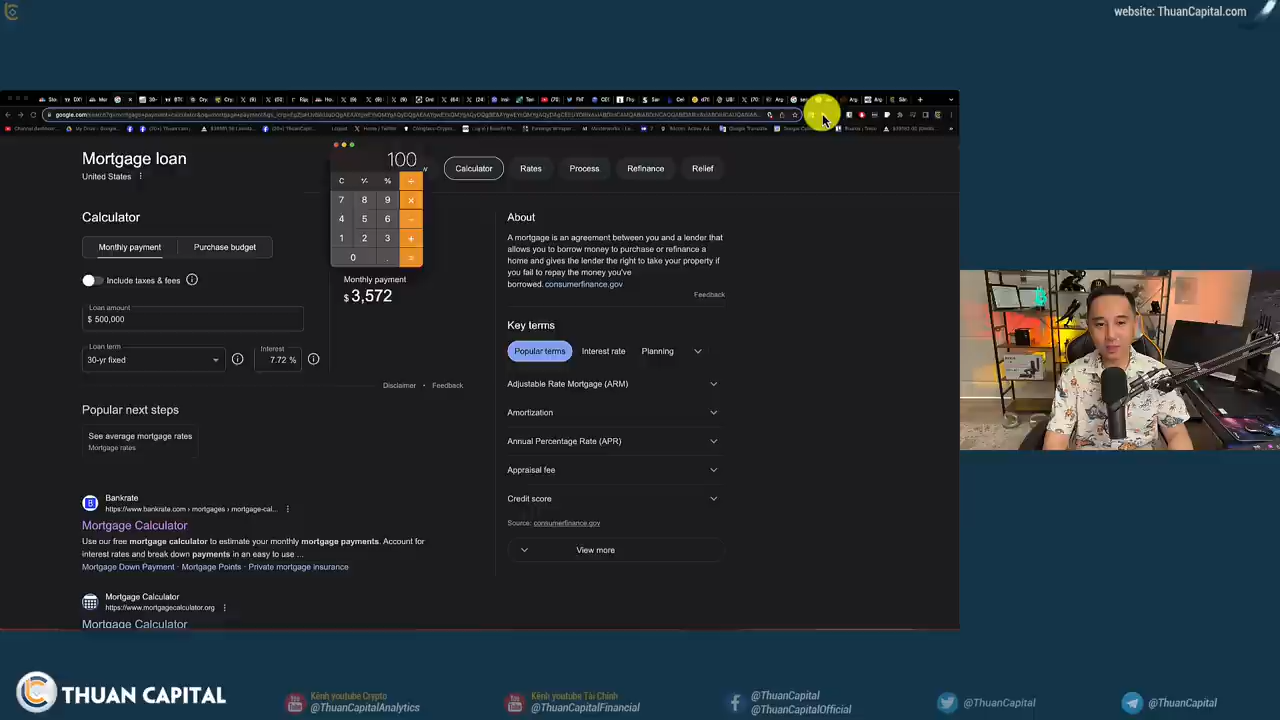 website: ThuanCapital.com
Mortgage loan
United States
100
Calculator
Rates
Process
Refinance
Relief
C
%
÷
7 8 9 ×
4 5 6 −
1 2 3 +
0 . =
Calculator
Monthly payment
Purchase budget
Include taxes & fees
Loan amount
$ 500,000
Loan term
30-yr fixed
Interest
7.72 %
Monthly payment
$ 3,572
Disclaimer • Feedback
Popular next steps
See average mortgage rates
Mortgage rates
Bankrate
https://www.bankrate.com › mortgages › mortgage-cal...
Mortgage Calculator
Use our free mortgage calculator to estimate your monthly mortgage payments. Account for
interest rates and break down payments in an easy to use ...
Mortgage Down Payment · Mortgage Points · Private mortgage insurance
Mortgage Calculator
https://www.mortgagecalculator.org
Mortgage Calculator
About
A mortgage is an agreement between you and a lender that
allows you to borrow money to purchase or refinance a
home and gives the lender the right to take your property
if you fail to repay the money you've
borrowed. consumerfinance.gov
Feedback
Key terms
Popular terms
Interest rate
Planning
Adjustable Rate Mortgage (ARM)
Amortization
Annual Percentage Rate (APR)
Appraisal fee
Credit score
Source: consumerfinance.gov
View more
THUAN CAPITAL
Kênh youtube Crypto
@ThuanCapitalAnalytics
Kênh youtube Tài Chính
@ThuanCapitalFinancial
@ThuanCapital
@ThuanCapitalOfficial
@ThuanCapital
@ThuanCapital